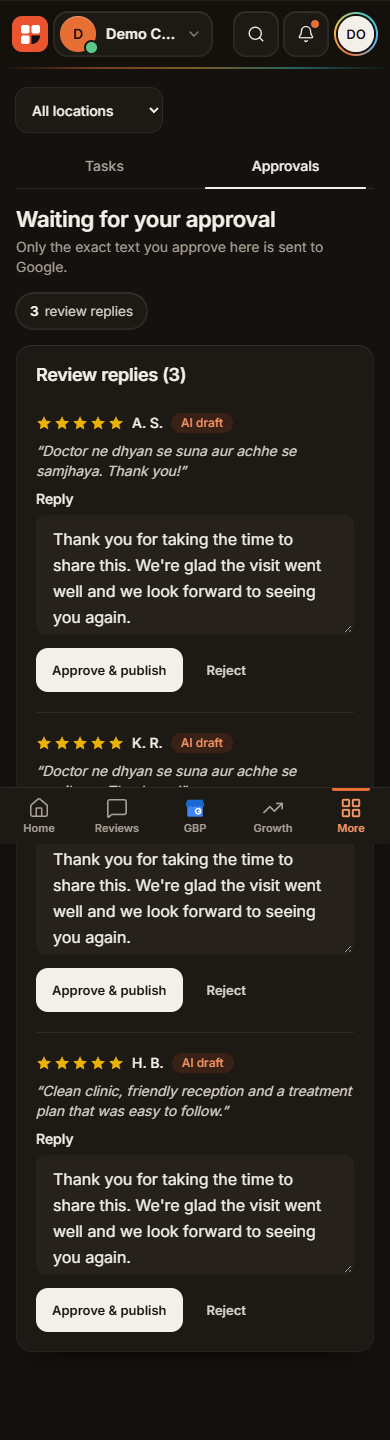 D Demo C... DO
All locations
Tasks Approvals
Waiting for your approval
Only the exact text you approve here is sent to
Google.
3 review replies
Review replies (3)
A. S. AI draft
“Doctor ne dhyan se suna aur achhe se
samjhaya. Thank you!”
Reply
Thank you for taking the time to
share this. We're glad the visit went
well and we look forward to seeing
you again.
Approve & publish Reject
K. R. AI draft
“Doctor ne dhyan se suna aur achhe se
Home Reviews GBP Growth More
Thank you for taking the time to
share this. We're glad the visit went
well and we look forward to seeing
you again.
Approve & publish Reject
H. B. AI draft
“Clean clinic, friendly reception and a treatment
plan that was easy to follow.”
Reply
Thank you for taking the time to
share this. We're glad the visit went
well and we look forward to seeing
you again.
Approve & publish Reject